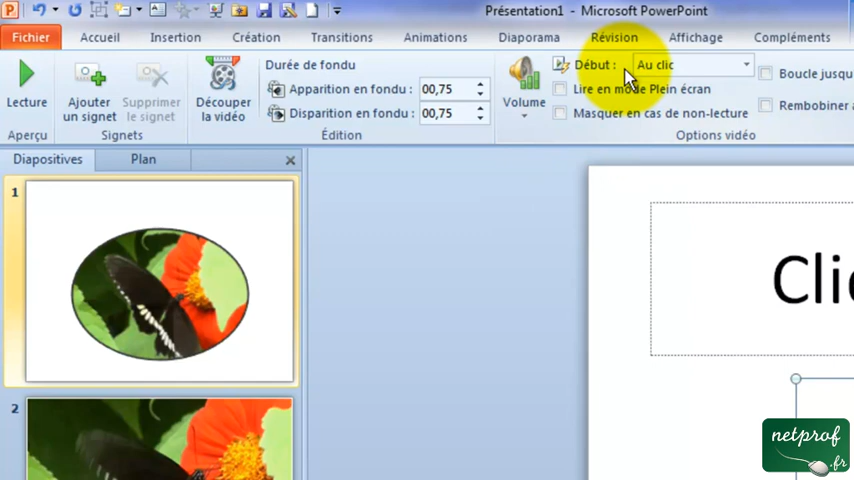 Présentation1 - Microsoft PowerPoint
Fichier Accueil Insertion Création Transitions Animations Diaporama Révision Affichage Compléments
Lecture
Aperçu
Ajouter un signet
Supprimer le signet
Signets
Découper la vidéo
Durée de fondu
Apparition en fondu : 00,75
Disparition en fondu : 00,75
Édition
Volume
Début : Au clic
Lire en mode Plein écran
Masquer en cas de non-lecture
Boucle jusqu
Rembobiner a
Options vidéo
Diapositives Plan
1
2
Clic
netprof
.fr